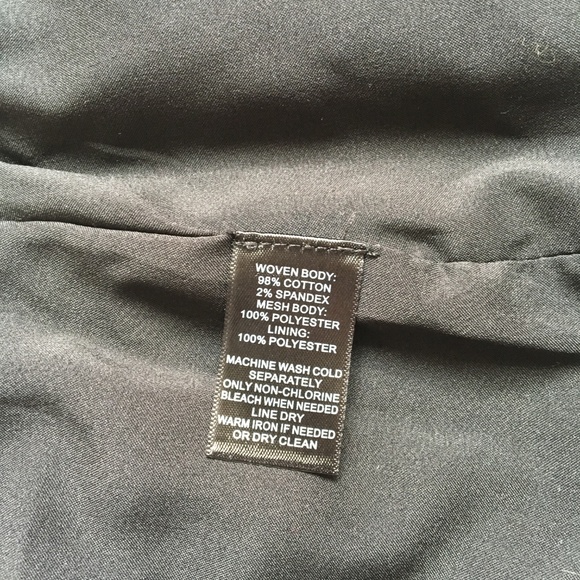 WOVEN BODY:
98% COTTON
2% SPANDEX
MESH BODY:
100% POLYESTER
LINING:
100% POLYESTER
MACHINE WASH COLD
SEPARATELY
ONLY NON-CHLORINE
BLEACH WHEN NEEDED
LINE DRY
WARM IRON IF NEEDED
OR DRY CLEAN